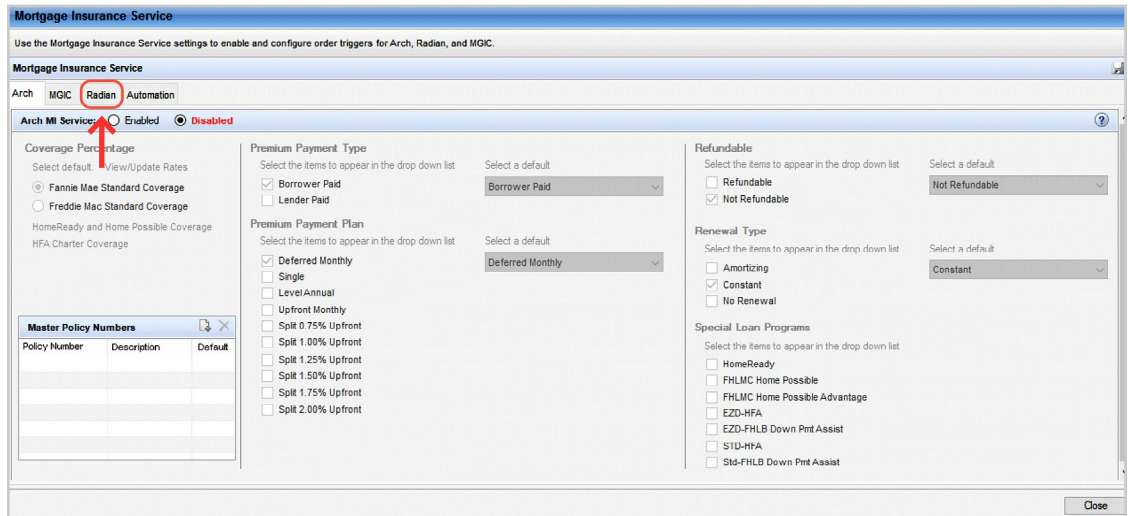 Mortgage Insurance Service
Use the Mortgage Insurance Service settings to enable and configure order triggers for Arch, Radian, and MGIC.
Mortgage Insurance Service
Arch MGIC Radian Automation
Arch MI Service: Enabled Disabled
Coverage Percentage
Select default. View/Update Rates
Fannie Mae Standard Coverage
Freddie Mac Standard Coverage
HomeReady and Home Possible Coverage
HFA Charter Coverage
Master Policy Numbers
Policy Number Description Default
Premium Payment Type
Select the items to appear in the drop down list Select a default
Borrower Paid Borrower Paid
Lender Paid
Premium Payment Plan
Select the items to appear in the drop down list Select a default
Deferred Monthly Deferred Monthly
Single
Level Annual
Upfront Monthly
Split 0.75% Upfront
Split 1.00% Upfront
Split 1.25% Upfront
Split 1.50% Upfront
Split 1.75% Upfront
Split 2.00% Upfront
Refundable
Select the items to appear in the drop down list Select a default
Refundable Not Refundable
Not Refundable
Renewal Type
Select the items to appear in the drop down list Select a default
Amortizing Constant
Constant
No Renewal
Special Loan Programs
Select the items to appear in the drop down list
HomeReady
FHLMC Home Possible
FHLMC Home Possible Advantage
EZD-HFA
EZD-FHLB Down Pmt Assist
STD-HFA
Std-FHLB Down Pmt Assist
Close